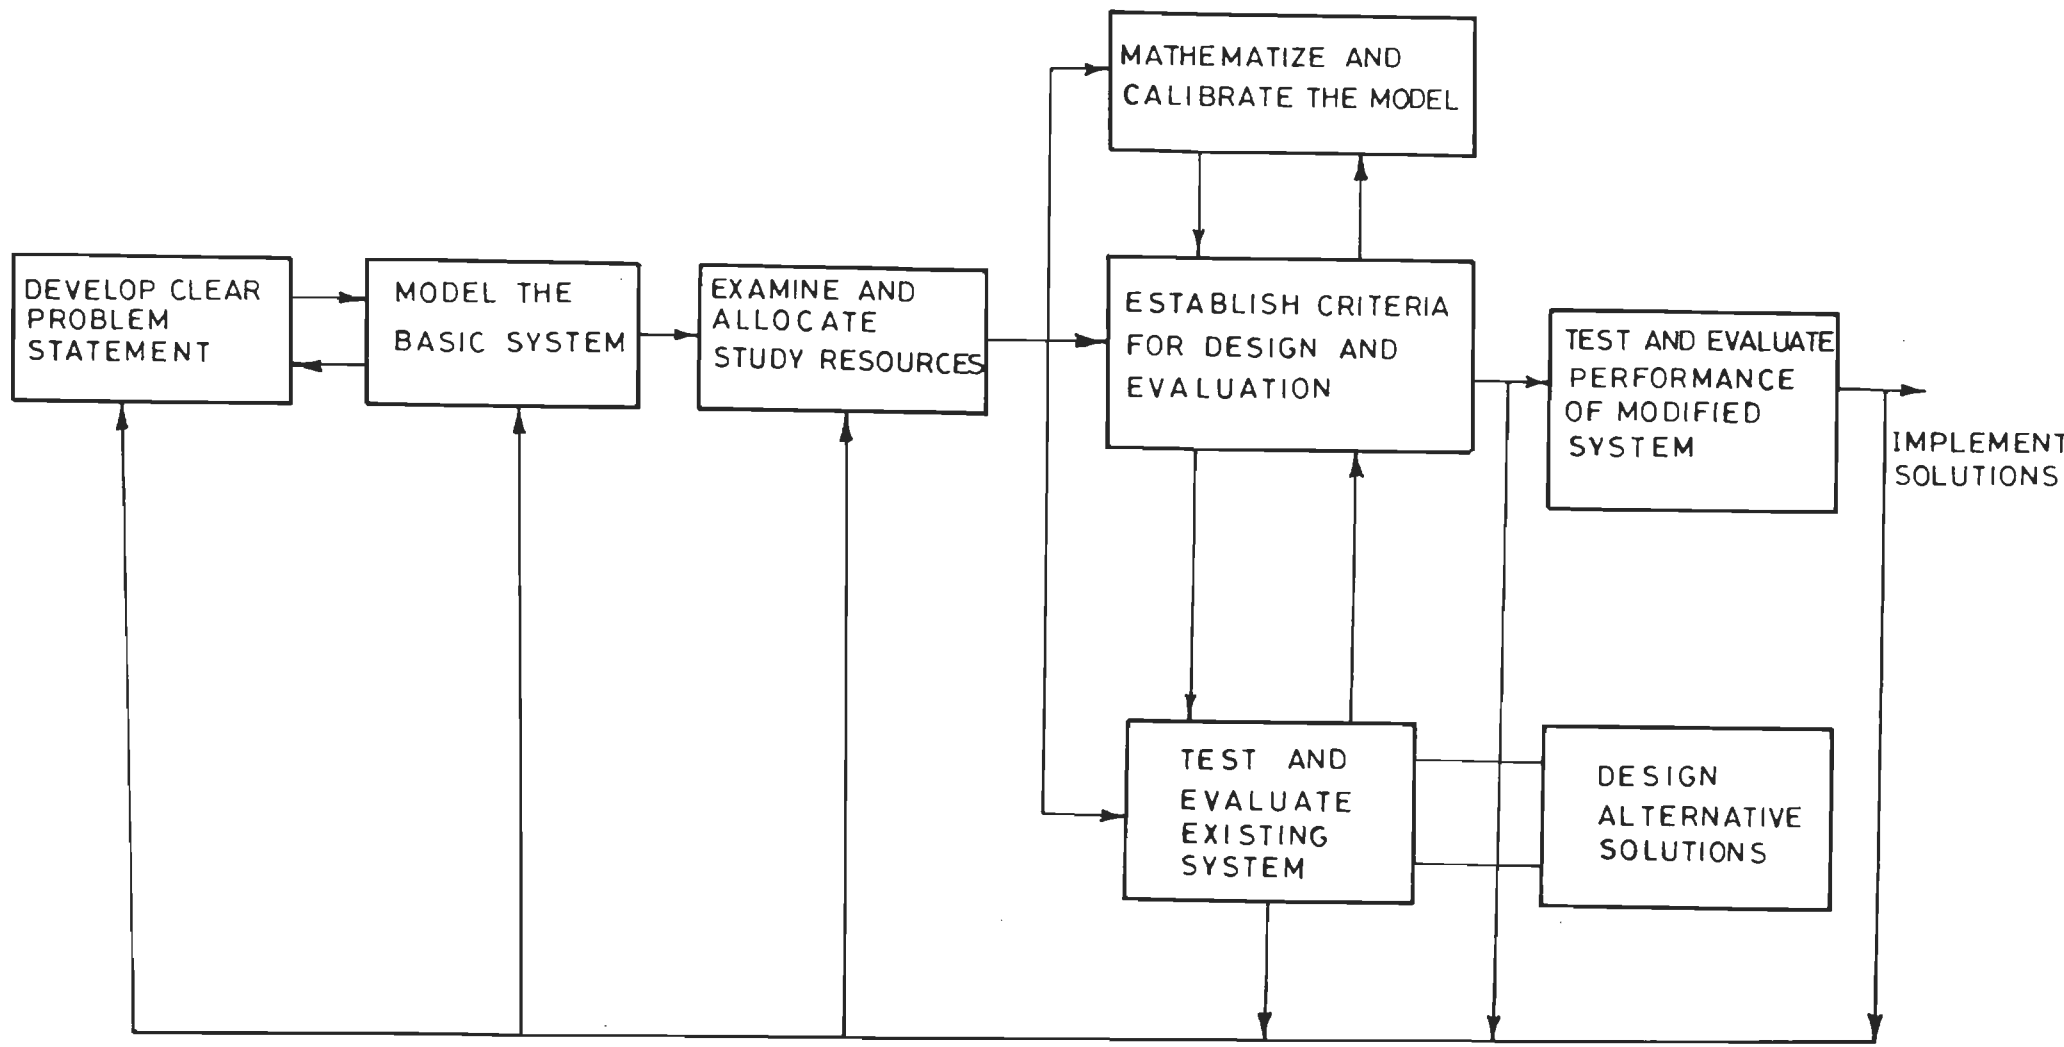 MATHEMATIZE AND
CALIBRATE THE MODEL
DEVELOP CLEAR
PROBLEM
STATEMENT
MODEL THE
BASIC SYSTEM
EXAMINE AND
ALLOCATE
STUDY RESOURCES
ESTABLISH CRITERIA
FOR DESIGN AND
EVALUATION
TEST AND EVALUATE
PERFORMANCE
OF MODIFIED
SYSTEM
IMPLEMENT
SOLUTIONS
TEST AND
EVALUATE
EXISTING
SYSTEM
DESIGN
ALTERNATIVE
SOLUTIONS